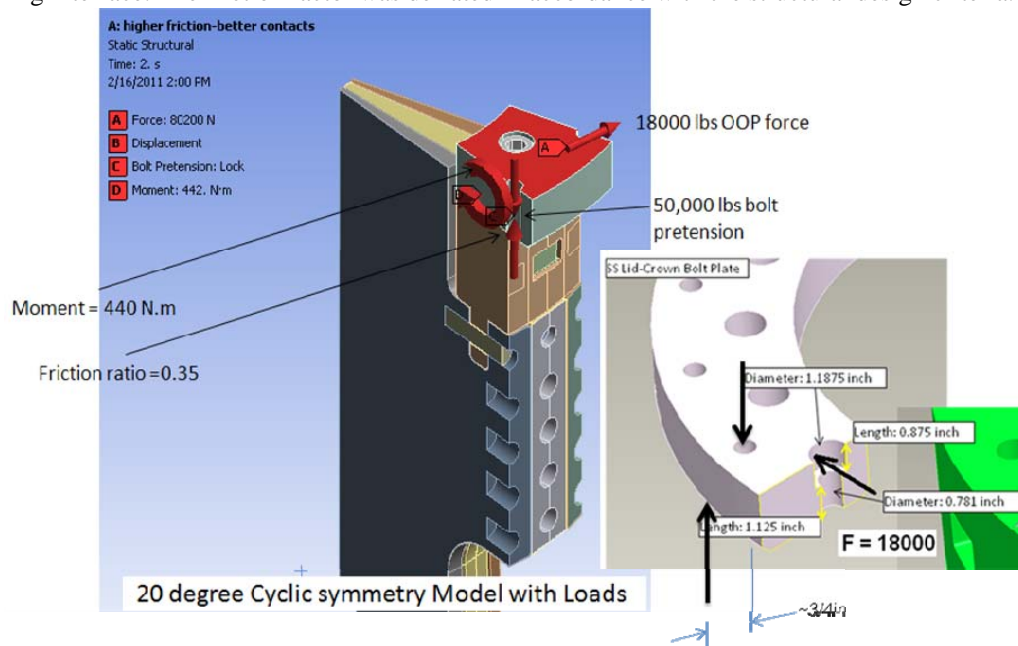 A: higher friction-better contacts
Static Structural
Time: 2. s
2/16/2011 2:00 PM
A Force: 80200 N
B Displacement
C Bolt Pretension: Lock
D Moment: 442. N·m
A
18000 lbs OOP force
C
50,000 lbs bolt
pretension
SS Lid-Crown Bolt Plate
Moment = 440 N.m
Friction ratio =0.35
Diameter: 1.1875 inch
Length: 0.875 inch
Diameter: 0.781 inch
Length: 1.125 inch
F = 18000
20 degree Cyclic symmetry Model with Loads
~3/4in